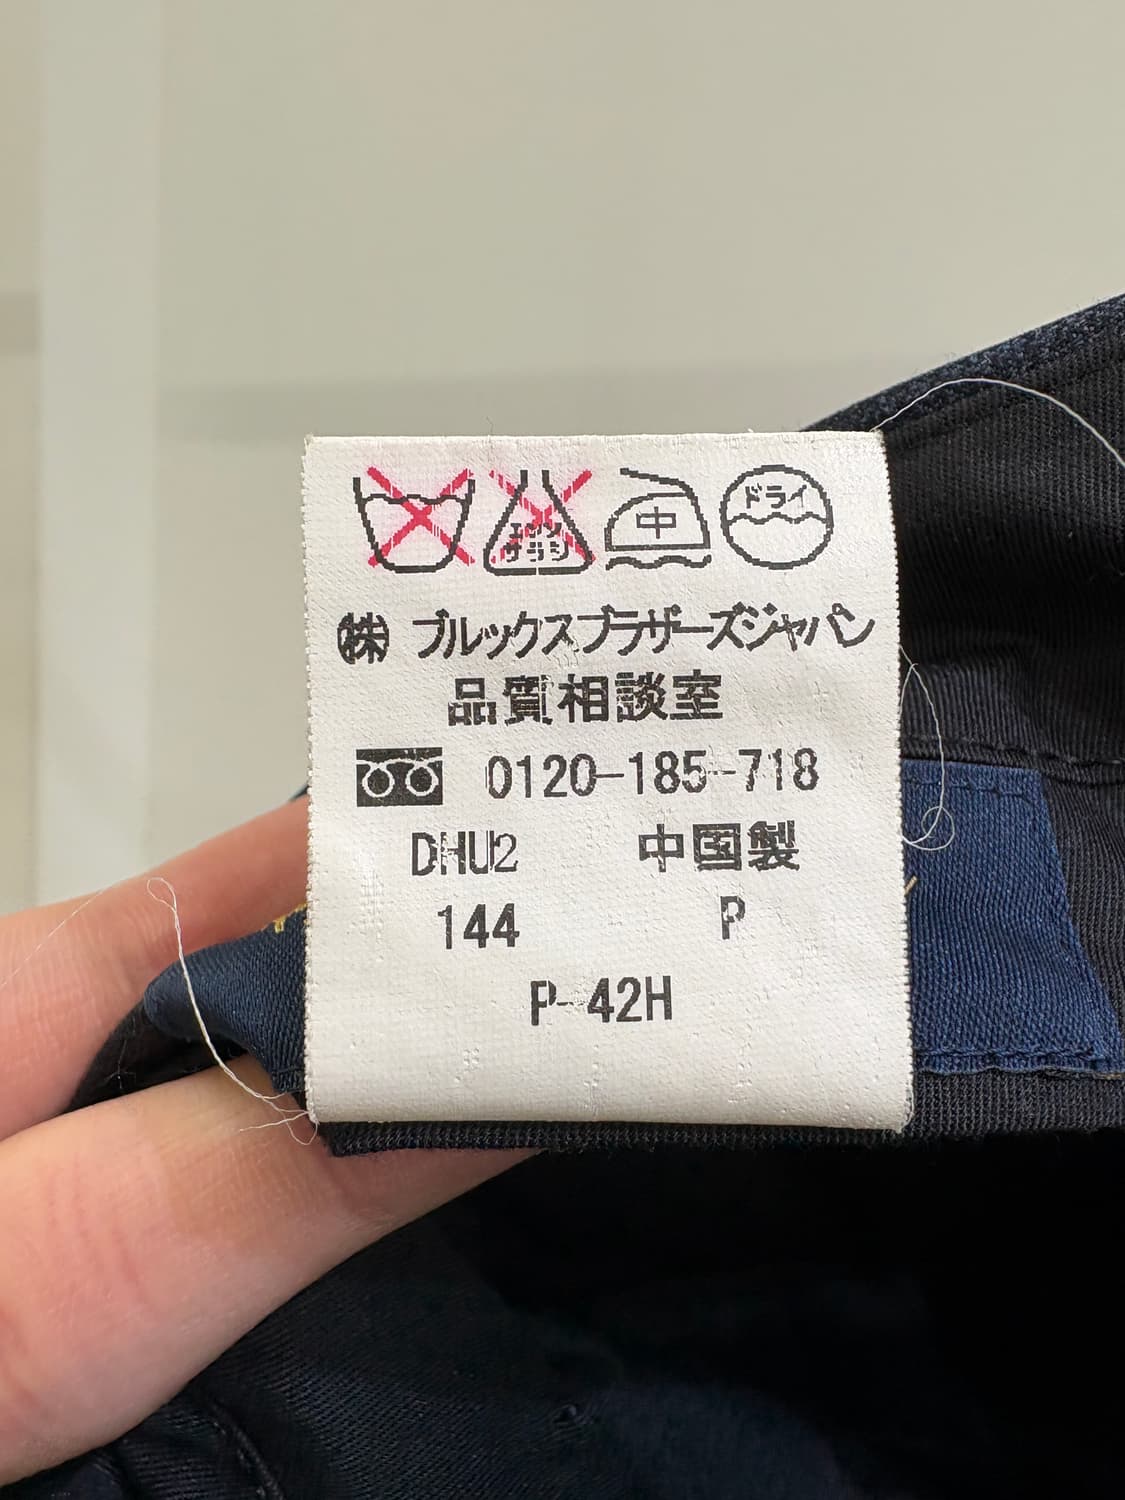 エンソ
サラシ
中
ドライ
㈱ ブルックスブラザーズジャパン
品質相談室
0120-185-718
DHU2 中国製
144 P
P-42H